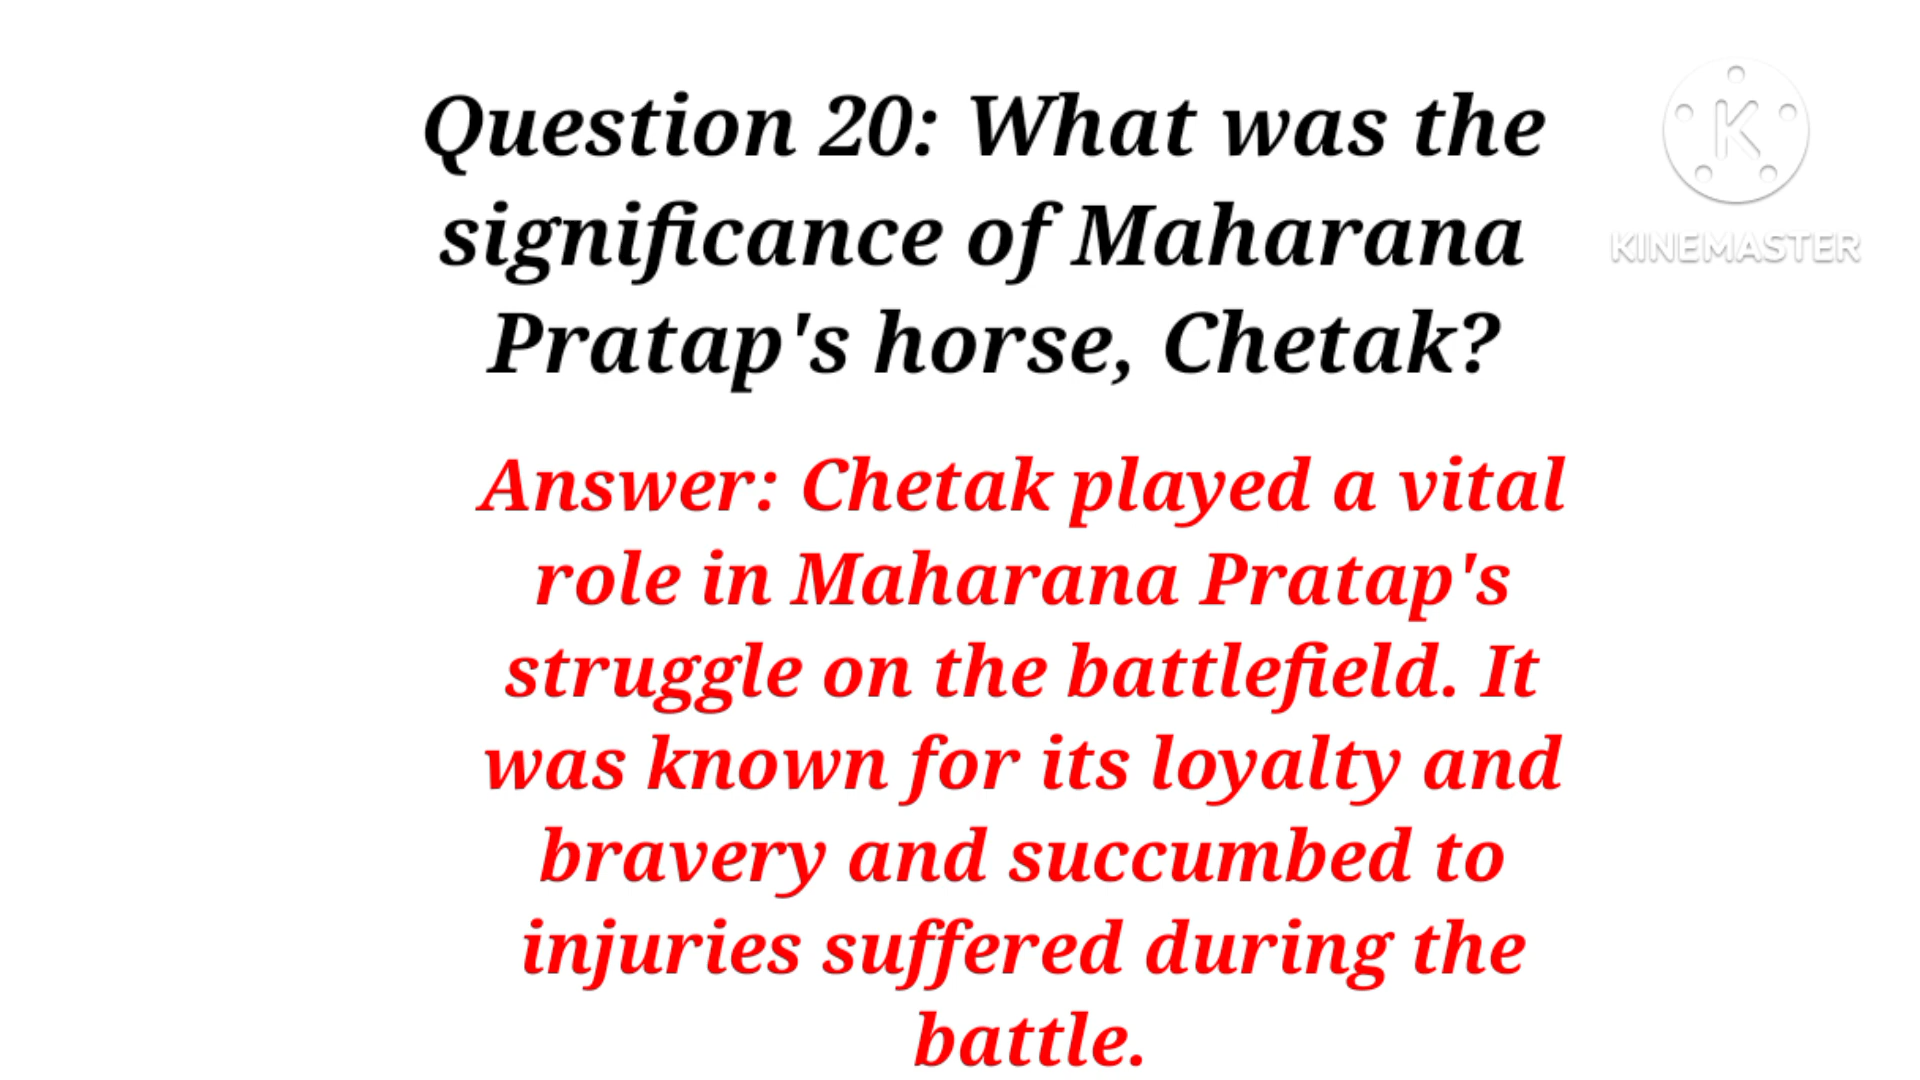 Question 20: What was the
significance of Maharana
Pratap's horse, Chetak?
KINEMASTER
Answer: Chetak played a vital
role in Maharana Pratap's
struggle on the battlefield. It
was known for its loyalty and
bravery and succumbed to
injuries suffered during the
battle.